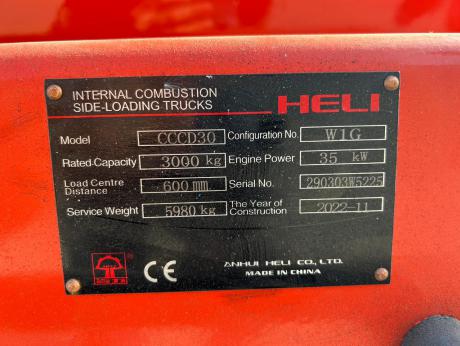 INTERNAL COMBUSTION
SIDE-LOADING TRUCKS
HELI
Model CCCD30 Configuration No. W1G
Rated Capacity 3000 kg Engine Power 35 kW
Load Centre Distance 600 mm Serial No. 290303W5225
Service Weight 5980 kg The Year of Construction 2022-11
CE
ANHUI HELI CO., LTD.
MADE IN CHINA